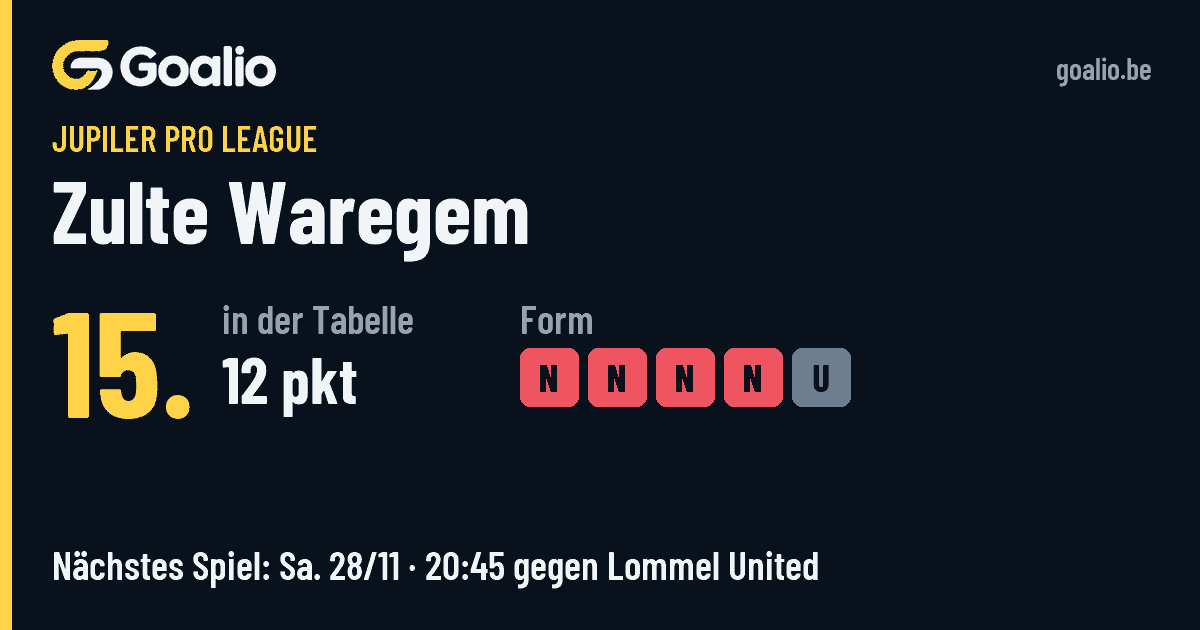 Goalio
goalio.be
JUPILER PRO LEAGUE
Zulte Waregem
15.
in der Tabelle
12 pkt
Form
N N N N U
Nächstes Spiel: Sa. 28/11 · 20:45 gegen Lommel United